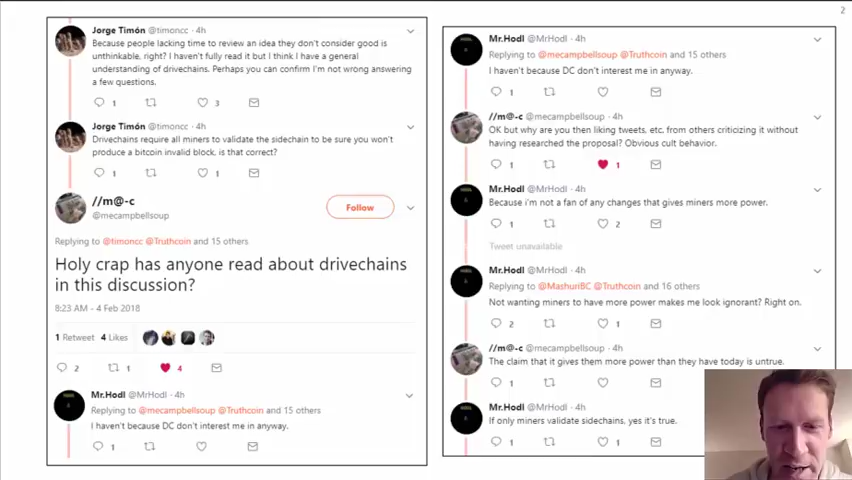 2
Jorge Timón @timoncc · 4h
Because people lacking time to review an idea they don't consider good is
unthinkable, right? I haven't fully read it but I think I have a general
understanding of drivechains. Perhaps you can confirm I'm not wrong answering
a few questions.
1 3
Jorge Timón @timoncc · 4h
Drivechains require all miners to validate the sidechain to be sure you won't
produce a bitcoin invalid block, is that correct?
1 1
//m@-c
@mecampbellsoup
Follow
Replying to @timoncc @Truthcoin and 15 others
Holy crap has anyone read about drivechains
in this discussion?
8:23 AM - 4 Feb 2018
1 Retweet 4 Likes
2 1 4
Mr.Hodl @MrHodl · 4h
Replying to @mecampbellsoup @Truthcoin and 15 others
I haven't because DC don't interest me in anyway.
1
Mr.Hodl @MrHodl · 4h
Replying to @mecampbellsoup @Truthcoin and 15 others
I haven't because DC don't interest me in anyway.
1
//m@-c @mecampbellsoup · 4h
OK but why are you then liking tweets, etc. from others criticizing it without
having researched the proposal? Obvious cult behavior.
1 1
Mr.Hodl @MrHodl · 4h
Because i'm not a fan of any changes that gives miners more power.
1 2
Tweet unavailable
Mr.Hodl @MrHodl · 4h
Replying to @MashuriBC @Truthcoin and 16 others
Not wanting miners to have more power makes me look ignorant? Right on.
2 1
//m@-c @mecampbellsoup · 4h
The claim that it gives them more power than they have today is untrue.
1
Mr.Hodl @MrHodl · 4h
If only miners validate sidechains, yes it's true.
1 1